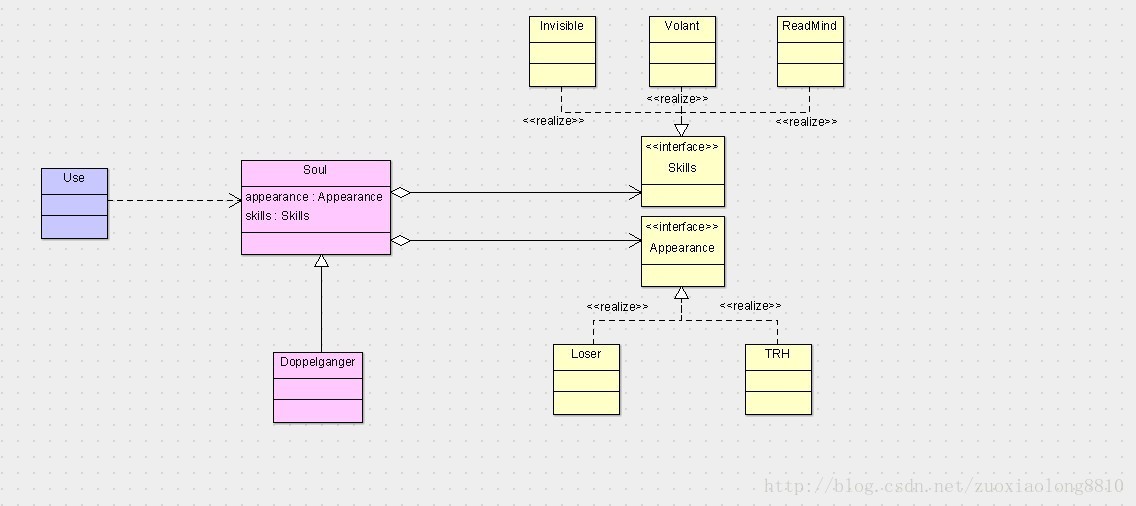 Invisible
Volant
ReadMind
<<realize>>
<<realize>>
<<realize>>
<<interface>>
Skills
Use
Soul
appearance : Appearance
skills : Skills
<<interface>>
Appearance
<<realize>>
<<realize>>
Doppelganger
Loser
TRH
http://blog.csdn.net/zuoxiaolong8810